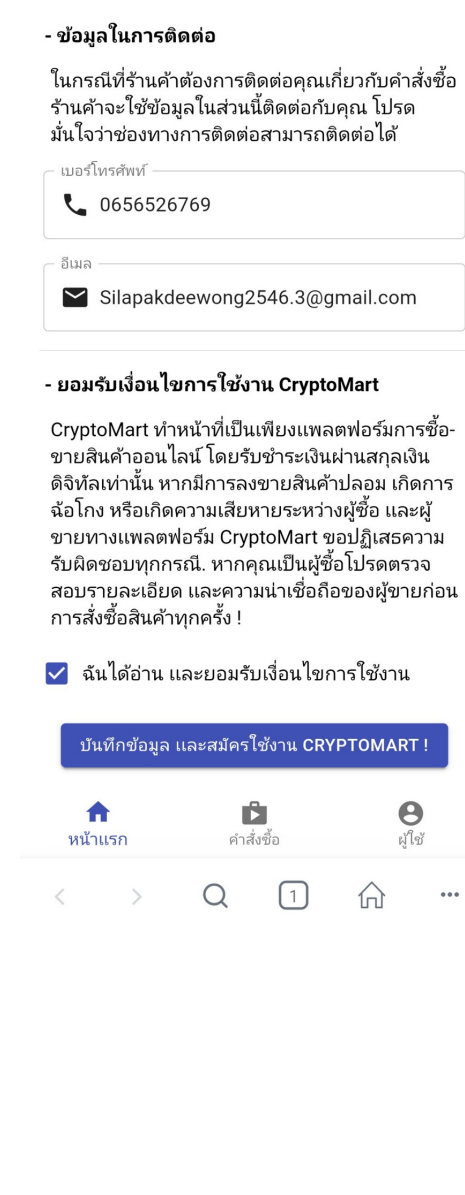 - ข้อมูลในการติดต่อ
ในกรณีที่ร้านค้าต้องการติดต่อคุณเกี่ยวกับคำสั่งซื้อ
ร้านค้าจะใช้ข้อมูลในส่วนนี้ติดต่อกับคุณ โปรด
มั่นใจว่าช่องทางการติดต่อสามารถติดต่อได้
เบอร์โทรศัพท์
0656526769
อีเมล
Silapakdeewong2546.3@gmail.com
- ยอมรับเงื่อนไขการใช้งาน CryptoMart
CryptoMart ทำหน้าที่เป็นเพียงแพลตฟอร์มการซื้อ-
ขายสินค้าออนไลน์ โดยรับชำระเงินผ่านสกุลเงิน
ดิจิทัลเท่านั้น หากมีการลงขายสินค้าปลอม เกิดการ
ฉ้อโกง หรือเกิดความเสียหายระหว่างผู้ซื้อ และผู้
ขายทางแพลตฟอร์ม CryptoMart ขอปฏิเสธความ
รับผิดชอบทุกกรณี. หากคุณเป็นผู้ซื้อโปรดตรวจ
สอบรายละเอียด และความน่าเชื่อถือของผู้ขายก่อน
การสั่งซื้อสินค้าทุกครั้ง !
ฉันได้อ่าน และยอมรับเงื่อนไขการใช้งาน
บันทึกข้อมูล และสมัครใช้งาน CRYPTOMART !
หน้าแรก คำสั่งซื้อ ผู้ใช้
1